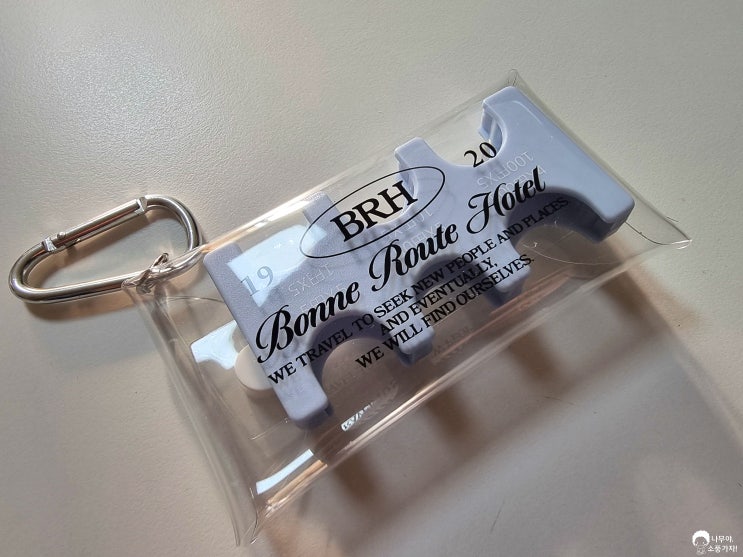 19 BRH 20
Bonne Route Hotel
WE TRAVEL TO SEEK NEW PEOPLE AND PLACES
AND EVENTUALLY,
WE WILL FIND OURSELVES
나무야,
소풍가자!